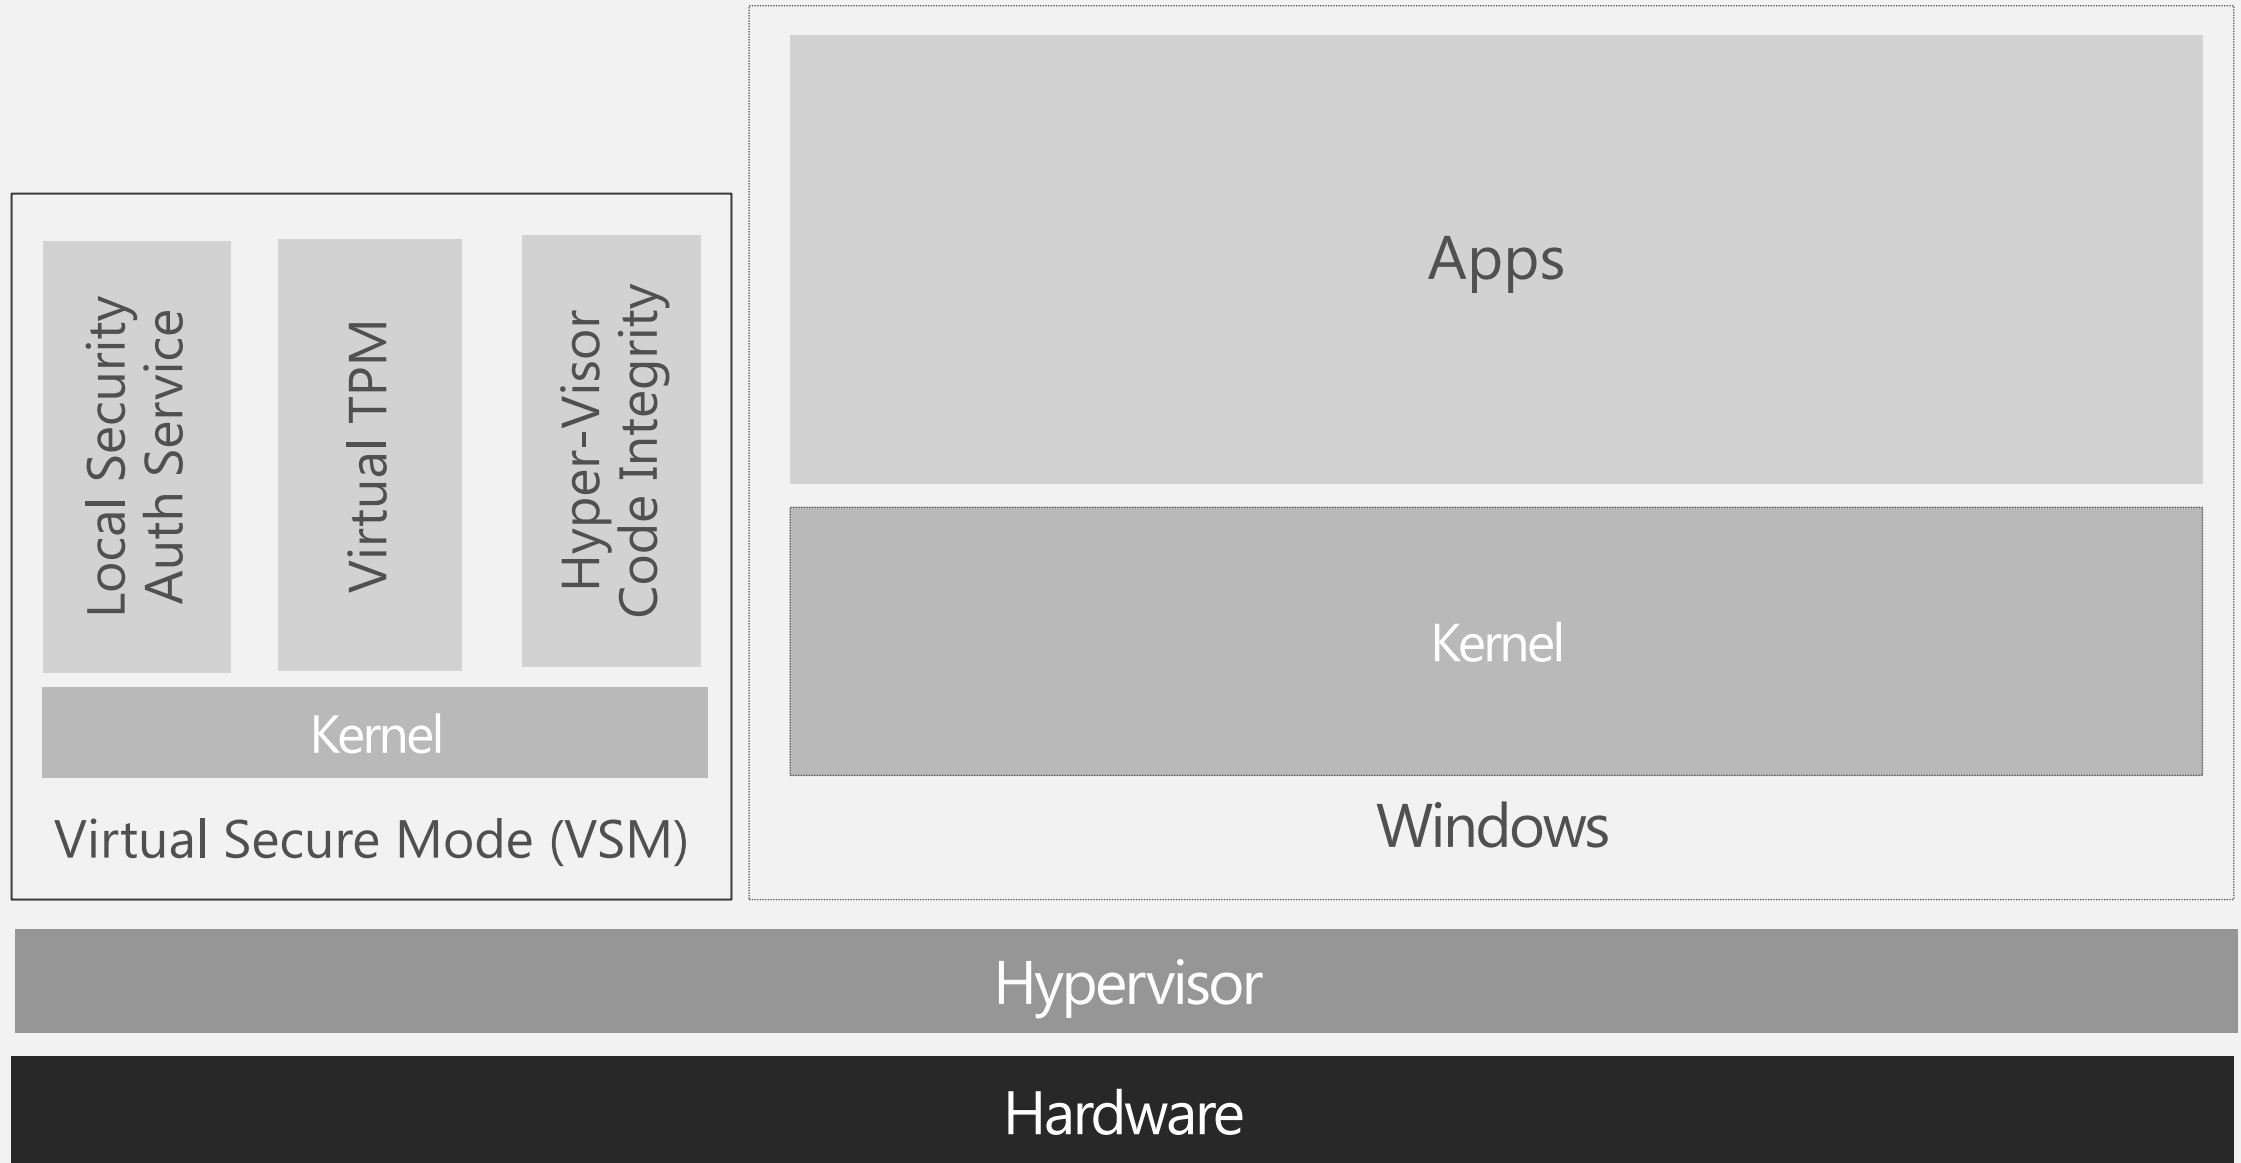 Local Security
Auth Service
Virtual TPM
Hyper-Visor
Code Integrity
Kernel
Virtual Secure Mode (VSM)
Apps
Kernel
Windows
Hypervisor
Hardware